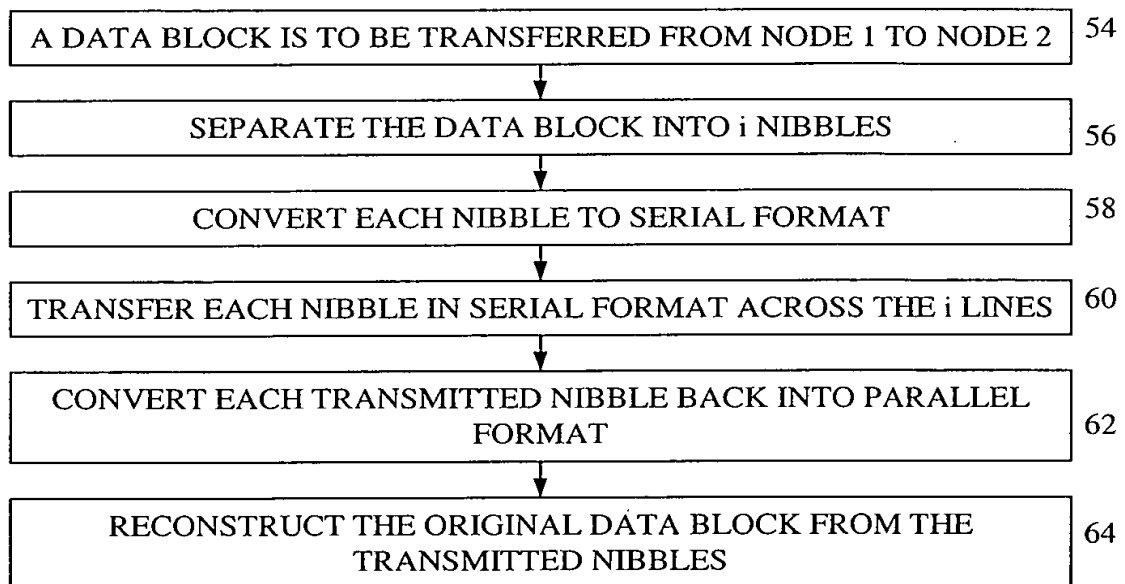 A DATA BLOCK IS TO BE TRANSFERRED FROM NODE 1 TO NODE 2
54
SEPARATE THE DATA BLOCK INTO i NIBBLES
56
CONVERT EACH NIBBLE TO SERIAL FORMAT
58
TRANSFER EACH NIBBLE IN SERIAL FORMAT ACROSS THE i LINES
60
CONVERT EACH TRANSMITTED NIBBLE BACK INTO PARALLEL
FORMAT
62
RECONSTRUCT THE ORIGINAL DATA BLOCK FROM THE
TRANSMITTED NIBBLES
64